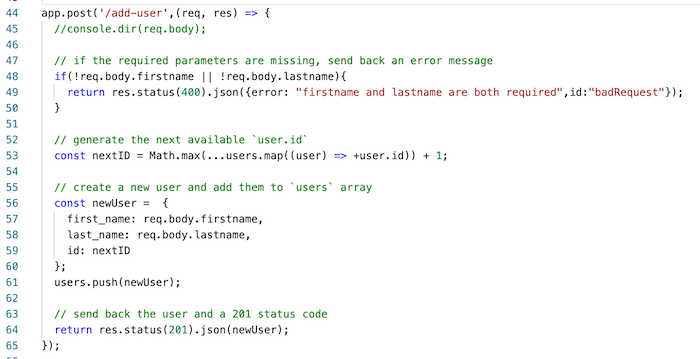 44 app.post('/add-user',(req, res) => {
45 //console.dir(req.body);
46
47 // if the required parameters are missing, send back an error message
48 if(!req.body.firstname || !req.body.lastname){
49 return res.status(400).json({error: "firstname and lastname are both required",id:"badRequest"});
50 }
51
52 // generate the next available `user.id`
53 const nextID = Math.max(...users.map((user) => +user.id)) + 1;
54
55 // create a new user and add them to `users` array
56 const newUser =  {
57 first_name: req.body.firstname,
58 last_name: req.body.lastname,
59 id: nextID
60 };
61 users.push(newUser);
62
63 // send back the user and a 201 status code
64 return res.status(201).json(newUser);
65 });